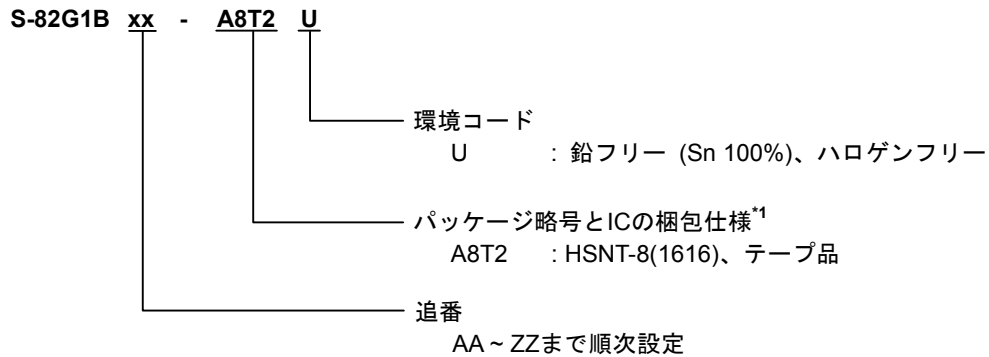 S-82G1B xx - A8T2 U
環境コード
U : 鉛フリー (Sn 100%)、ハロゲンフリー
パッケージ略号とICの梱包仕様*1
A8T2 : HSNT-8(1616)、テープ品
追番
AA ~ ZZまで順次設定